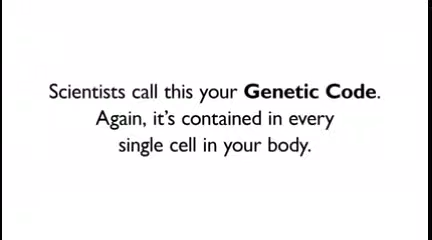 Scientists call this your Genetic Code.
Again, it's contained in every
single cell in your body.